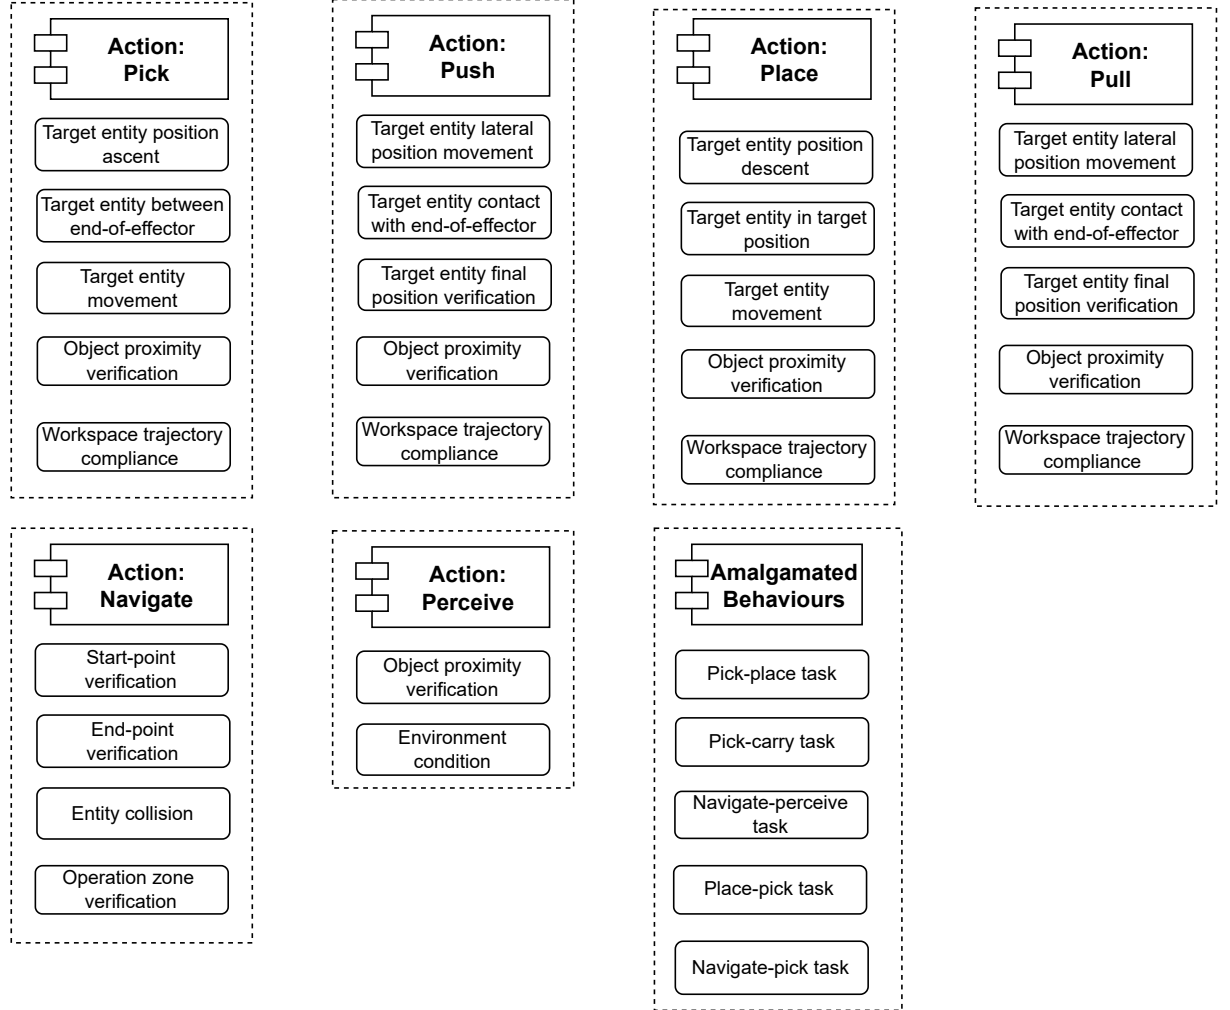 Action:
Pick
Target entity position
ascent
Target entity between
end-of-effector
Target entity
movement
Object proximity
verification
Workspace trajectory
compliance
Action:
Push
Target entity lateral
position movement
Target entity contact
with end-of-effector
Target entity final
position verification
Object proximity
verification
Workspace trajectory
compliance
Action:
Place
Target entity position
descent
Target entity in target
position
Target entity
movement
Object proximity
verification
Workspace trajectory
compliance
Action:
Pull
Target entity lateral
position movement
Target entity contact
with end-of-effector
Target entity final
position verification
Object proximity
verification
Workspace trajectory
compliance
Action:
Navigate
Start-point
verification
End-point
verification
Entity collision
Operation zone
verification
Action:
Perceive
Object proximity
verification
Environment
condition
Amalgamated
Behaviours
Pick-place task
Pick-carry task
Navigate-perceive
task
Place-pick task
Navigate-pick task